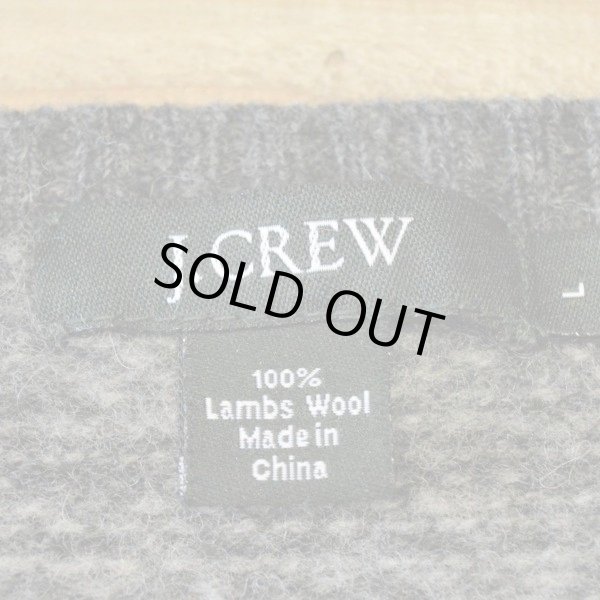 J.CREW
L
SOLD OUT
100%
Lambs Wool
Made in
China